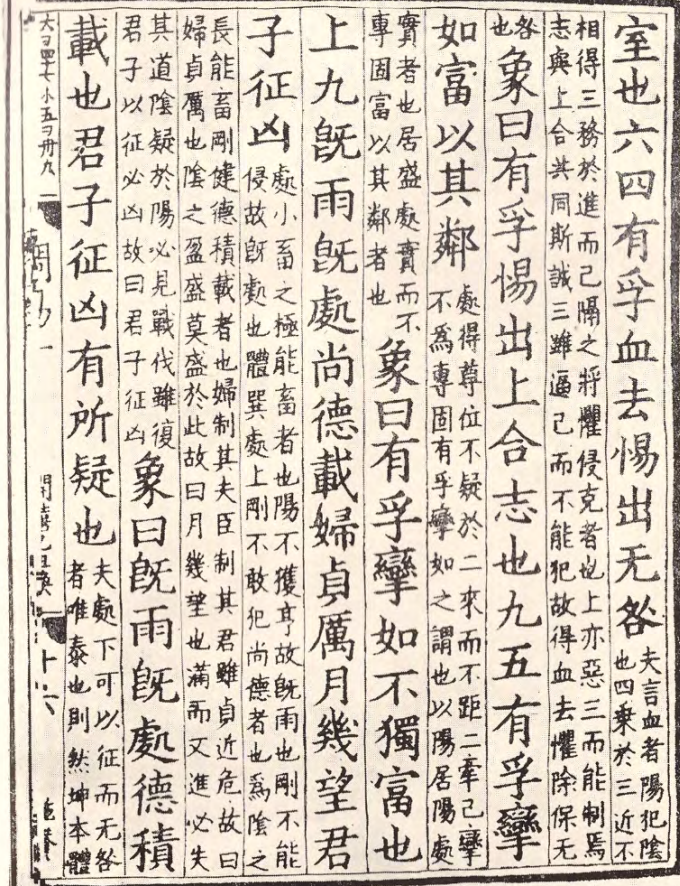 室也六四有孚血去惕出无咎
夫言血者陽犯陰
也四乘於三近不
相得三務於進而己隔之將懼侵克者也上亦惡三而能制焉
志與上合共同斯誠三雖逼己而不能犯故得血去懼除保无
咎
也
象曰有孚惕出上合志也九五有孚攣
如富以其鄰
處得尊位不疑於二來而不距二牽己攣
不為專固有孚攣如之謂也以陽居陽處
實者也居盛處實而不
專固富以其鄰者也
象曰有孚攣如不獨富也
上九旣雨旣處尚德載婦貞厲月幾望君
子征凶
處小畜之極能畜者也陽不獲亨故旣雨也剛不能
侵故旣處也體巽處上剛不敢犯尚德者也為陰之
長能畜剛健德積載者也婦制其夫臣制其君雖貞近危故曰
婦貞厲也陰之盈盛莫盛於此故曰月幾望也滿而又進必失
其道陰疑於陽必見戰伐雖復
君子以征必凶故曰君子征凶
象曰旣雨旣處德積
載也君子征凶有所疑也
夫處下可以征而无咎
者唯泰也則然坤本體
十六